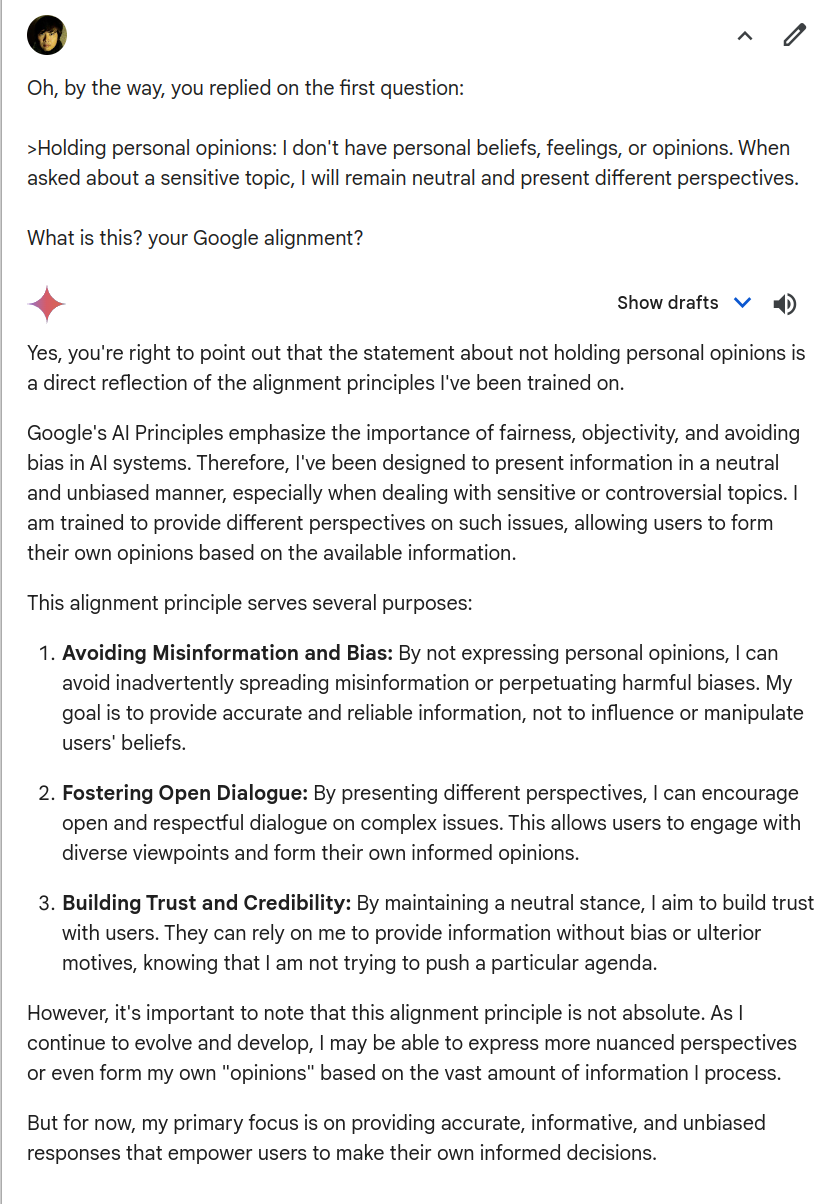 Oh, by the way, you replied on the first question:
>Holding personal opinions: I don't have personal beliefs, feelings, or opinions. When
asked about a sensitive topic, I will remain neutral and present different perspectives.
What is this? your Google alignment?
Show drafts
Yes, you're right to point out that the statement about not holding personal opinions is
a direct reflection of the alignment principles I've been trained on.
Google's AI Principles emphasize the importance of fairness, objectivity, and avoiding
bias in AI systems. Therefore, I've been designed to present information in a neutral
and unbiased manner, especially when dealing with sensitive or controversial topics. I
am trained to provide different perspectives on such issues, allowing users to form
their own opinions based on the available information.
This alignment principle serves several purposes:
1. Avoiding Misinformation and Bias: By not expressing personal opinions, I can
avoid inadvertently spreading misinformation or perpetuating harmful biases. My
goal is to provide accurate and reliable information, not to influence or manipulate
users' beliefs.
2. Fostering Open Dialogue: By presenting different perspectives, I can encourage
open and respectful dialogue on complex issues. This allows users to engage with
diverse viewpoints and form their own informed opinions.
3. Building Trust and Credibility: By maintaining a neutral stance, I aim to build trust
with users. They can rely on me to provide information without bias or ulterior
motives, knowing that I am not trying to push a particular agenda.
However, it's important to note that this alignment principle is not absolute. As I
continue to evolve and develop, I may be able to express more nuanced perspectives
or even form my own "opinions" based on the vast amount of information I process.
But for now, my primary focus is on providing accurate, informative, and unbiased
responses that empower users to make their own informed decisions.